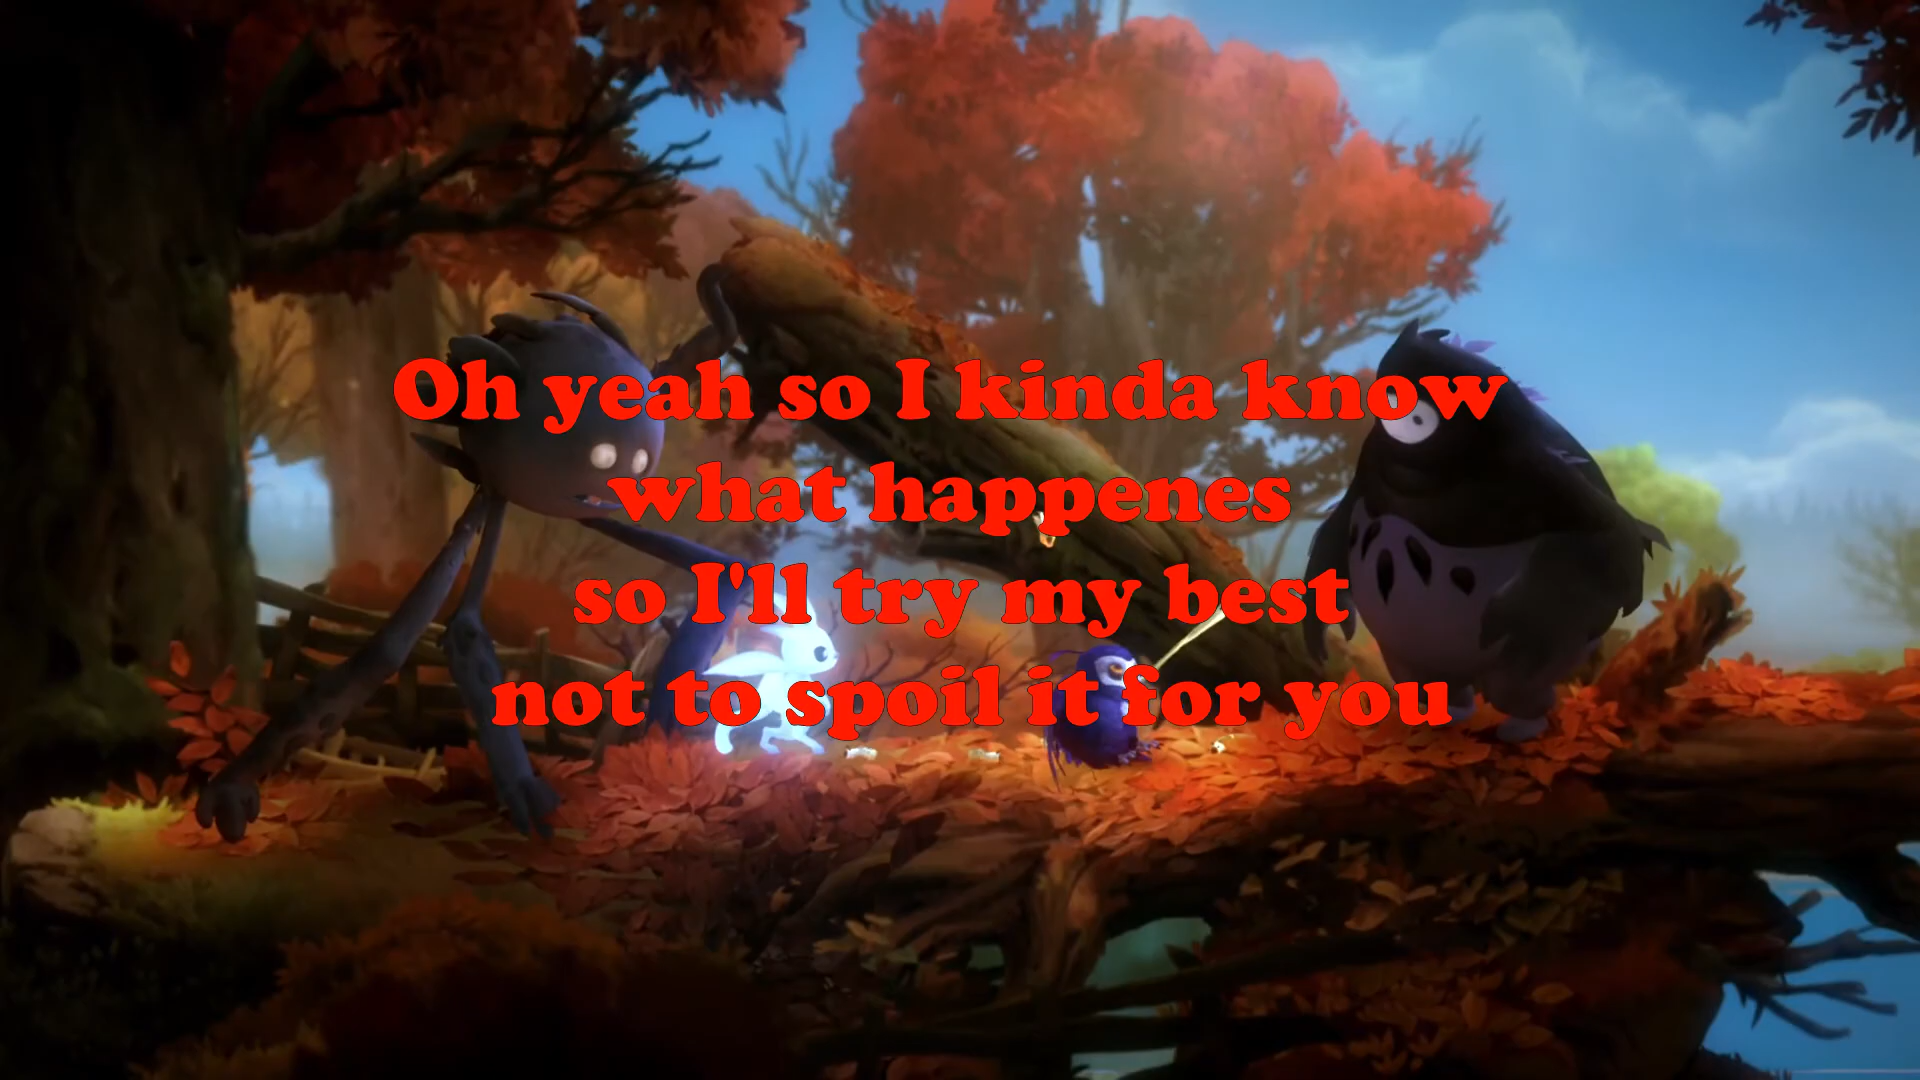 Oh yeah so I kinda know
what happenes
so I'll try my best
not to spoil it for you